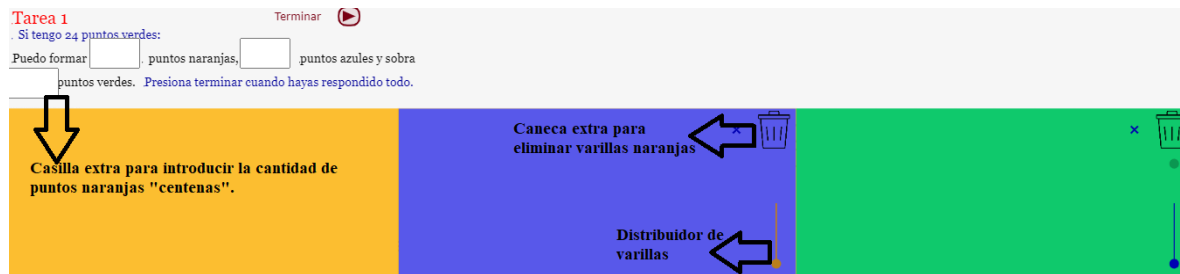 Tarea 1
Terminar
. Si tengo 24 puntos verdes:
.Puedo formar . puntos naranjas, .puntos azules y sobra
puntos verdes. .Presiona terminar cuando hayas respondido todo.
Casilla extra para introducir la cantidad de
puntos naranjas "centenas".
Caneca extra para
eliminar varillas naranjas
×
Distribuidor de
varillas
×